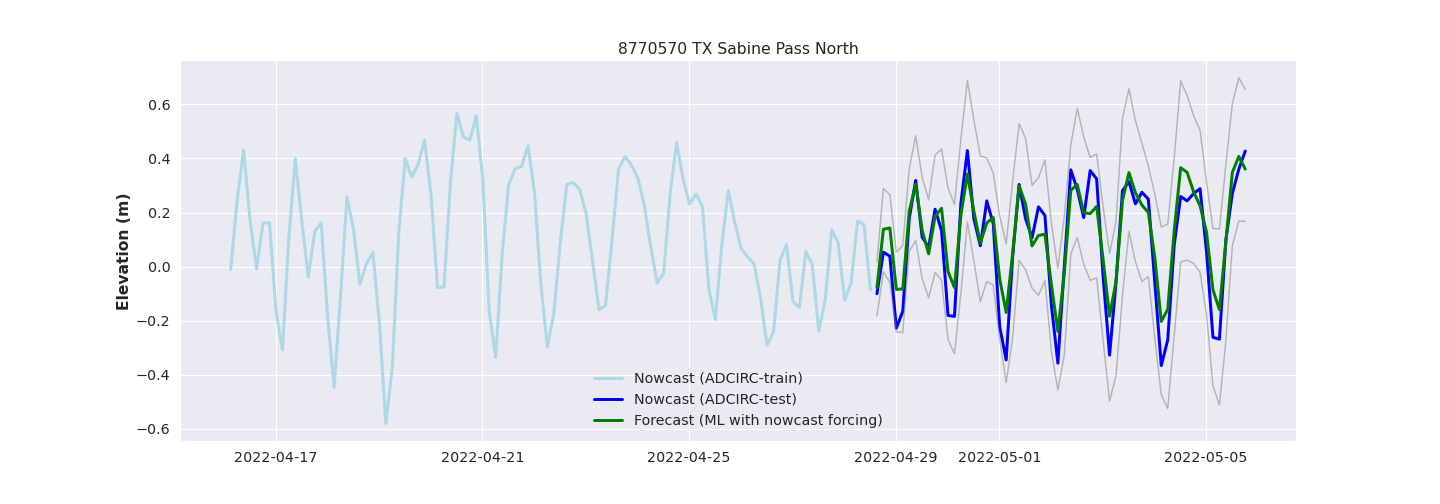 8770570 TX Sabine Pass North
Elevation (m)
0.6
0.4
0.2
0.0
−0.2
−0.4
−0.6
Nowcast (ADCIRC-train)
Nowcast (ADCIRC-test)
Forecast (ML with nowcast forcing)
2022-04-17 2022-04-21 2022-04-25 2022-04-29 2022-05-01 2022-05-05